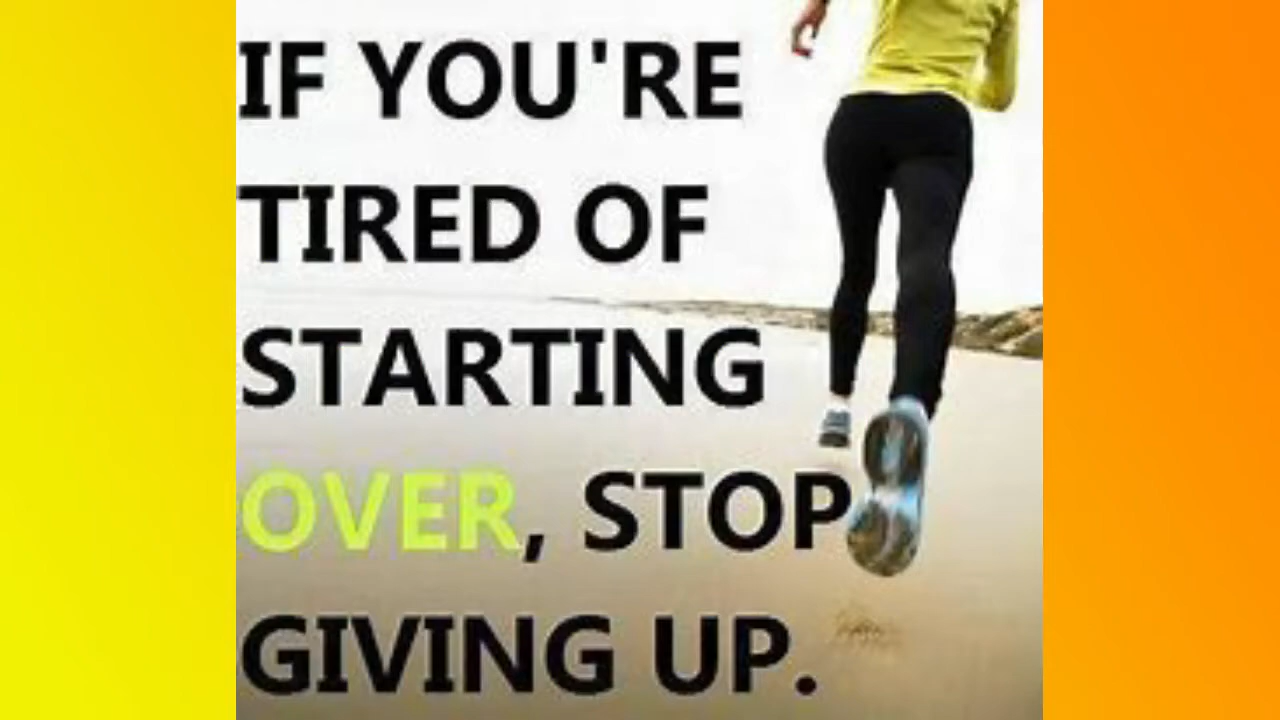 IF YOU'RE
TIRED OF
STARTING
OVER, STOP
GIVING UP.